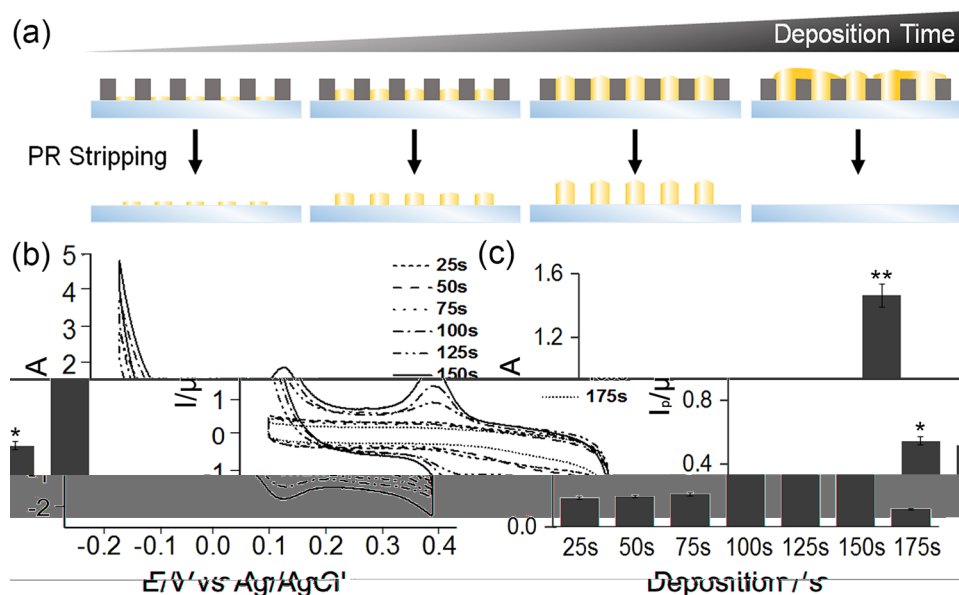 (a)
Deposition Time
PR Stripping
(b)
5
4
3
2
1
0
1
-2
I/μ
A
-0.2 -0.1 0.0 0.1 0.2 0.3 0.4
25s
50s
75s
100s
125s
150s
175s
(c)
1.6
1.2
0.8
0.4
0.0
A
Ip/μ
**
*
*
25s 50s 75s 100s 125s 150s 175s